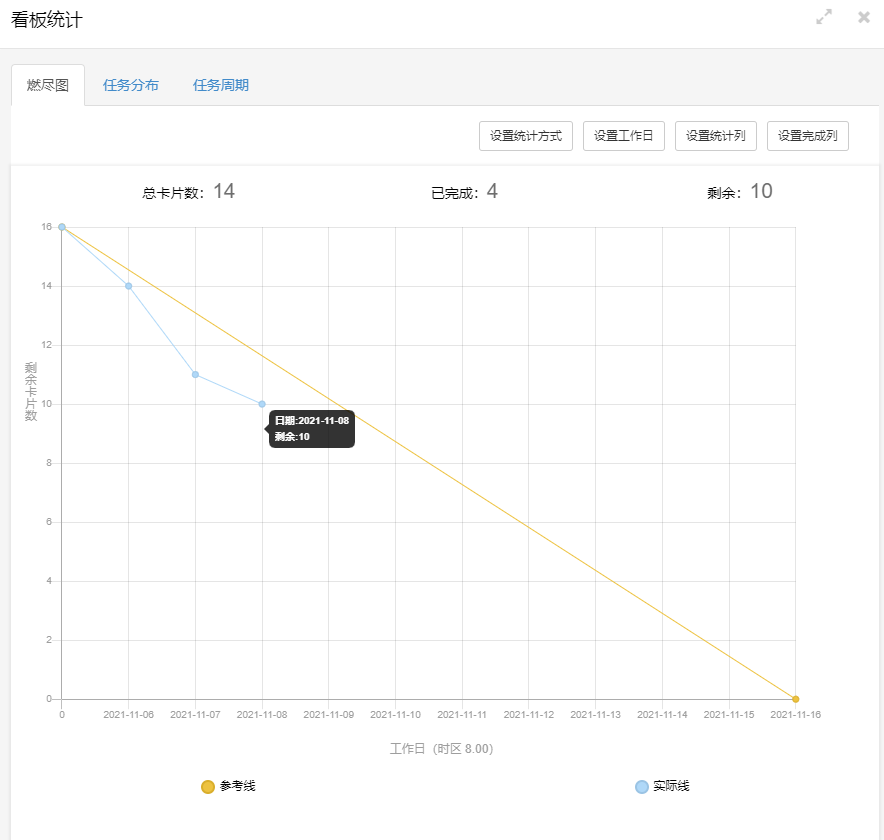 看板统计
燃尽图 任务分布 任务周期
设置统计方式 设置工作日 设置统计列 设置完成列
总卡片数: 14 已完成: 4 剩余: 10
16
14
12
10
8
6
4
2
0
剩余卡片数
日期:2021-11-08
剩余:10
0 2021-11-06 2021-11-07 2021-11-08 2021-11-09 2021-11-10 2021-11-11 2021-11-12 2021-11-13 2021-11-14 2021-11-15 2021-11-16
工作日（时区 8.00）
参考线 实际线